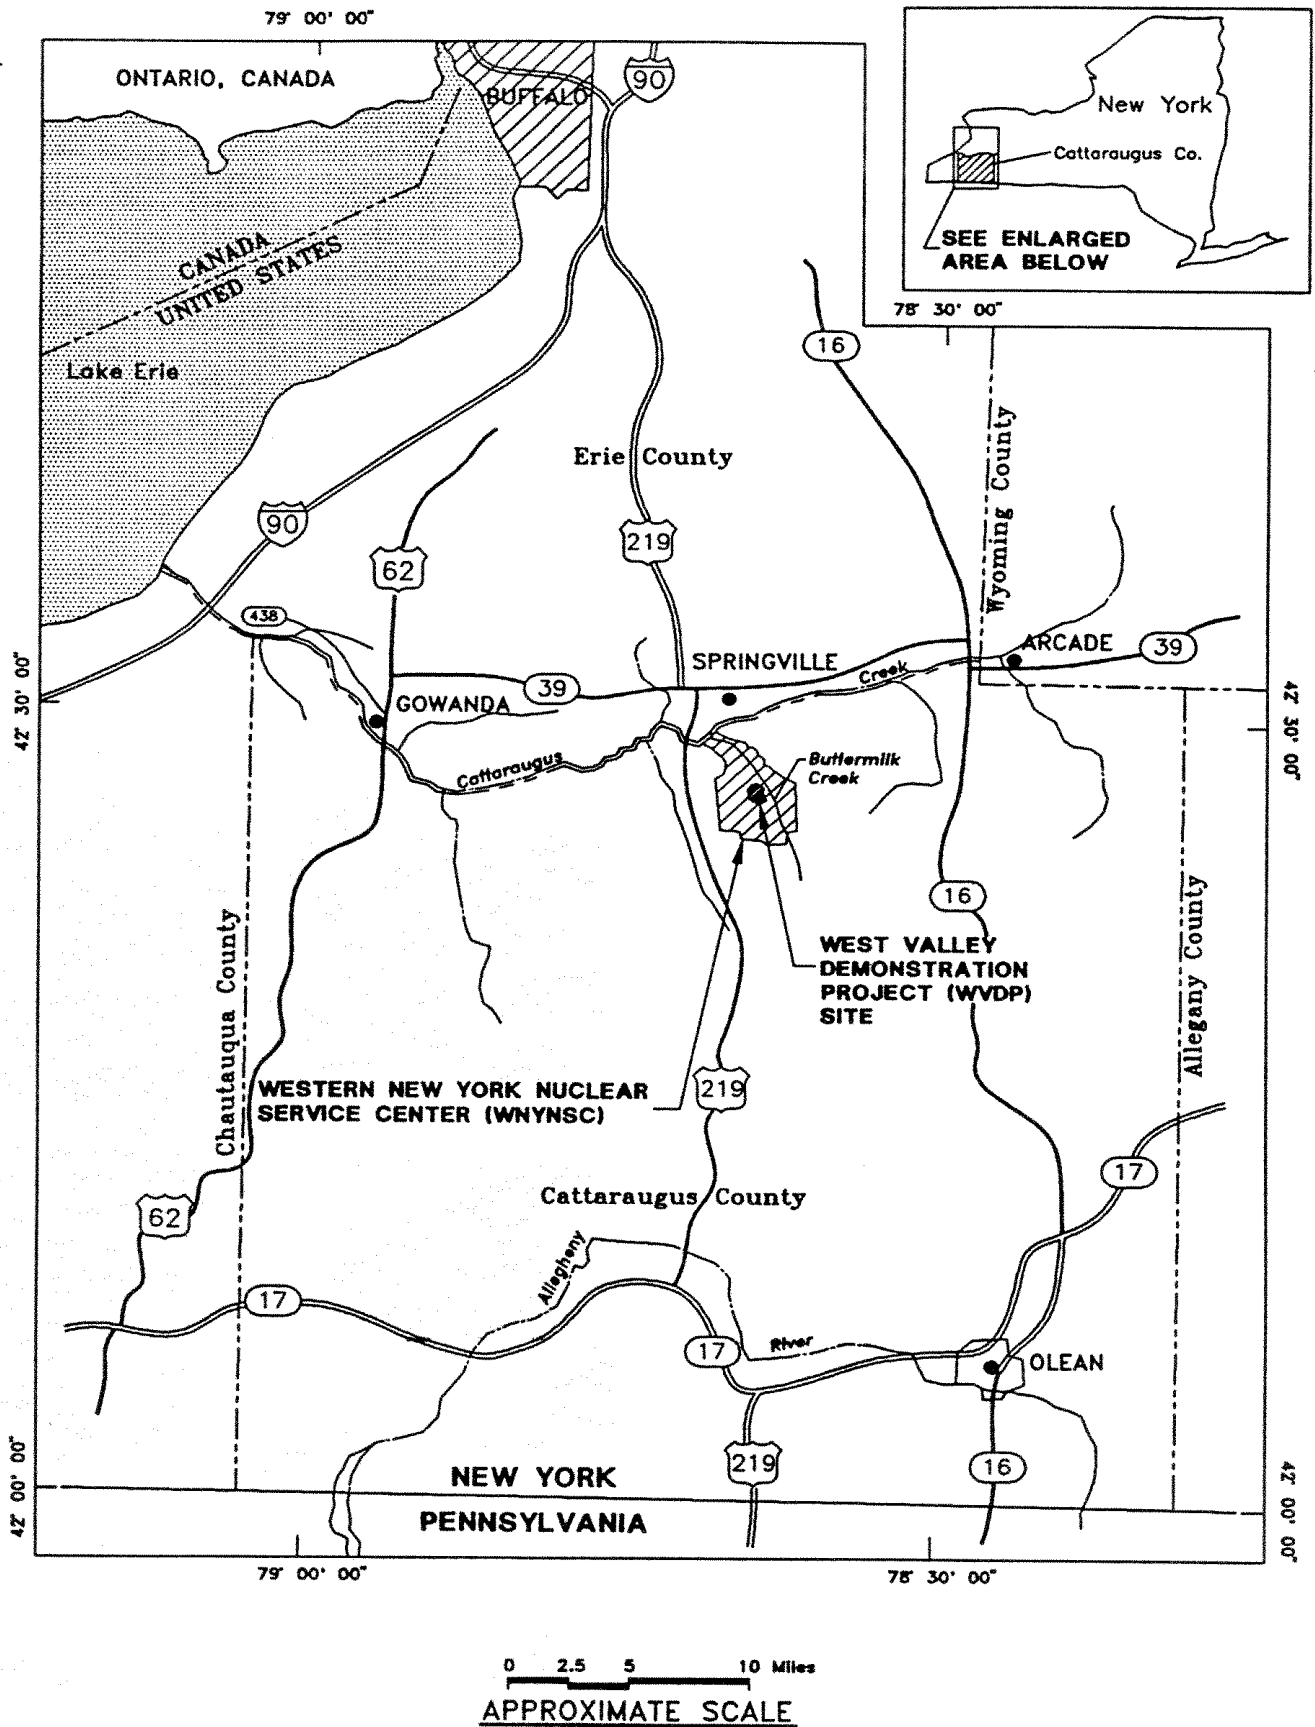 79° 00' 00"
ONTARIO, CANADA
BUFFALO
90
New York
Cattaraugus Co.
SEE ENLARGED
AREA BELOW
CANADA
UNITED STATES
78° 30' 00"
16
Lake Erie
Erie County
Wyoming County
90
219
62
438
ARCADE
39
SPRINGVILLE
Creek
39
GOWANDA
42° 30' 00"
42° 30' 00"
Cattaraugus
Buttermilk
Creek
16
Chautauqua County
Allegany County
WEST VALLEY
DEMONSTRATION
PROJECT (WVDP)
SITE
WESTERN NEW YORK NUCLEAR
SERVICE CENTER (WNYNSC)
219
17
Cattaraugus County
62
Allegheny
17
River
17
OLEAN
219
16
42° 00' 00"
42° 00' 00"
NEW YORK
PENNSYLVANIA
79° 00' 00"
78° 30' 00"
0 2.5 5 10 Miles
APPROXIMATE SCALE